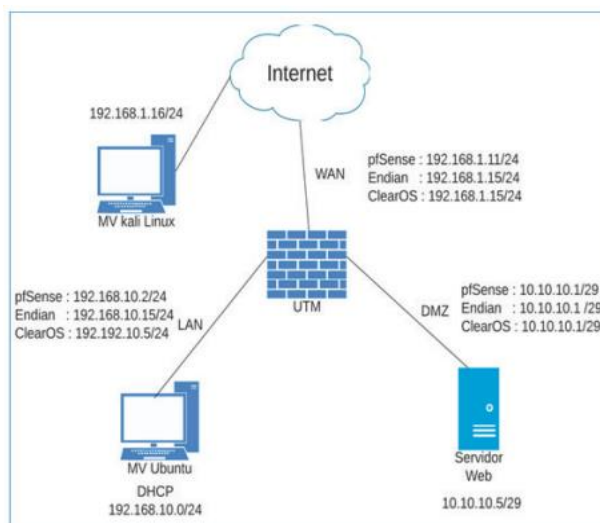 Internet
192.168.1.16/24
MV kali Linux
WAN
pfSense : 192.168.1.11/24
Endian : 192.168.1.15/24
ClearOS : 192.168.1.15/24
UTM
pfSense : 192.168.10.2/24
Endian : 192.168.10.15/24
ClearOS : 192.192.10.5/24
LAN
DMZ
pfSense : 10.10.10.1/29
Endian : 10.10.10.1 /29
ClearOS : 10.10.10.1/29
MV Ubuntu
DHCP
192.168.10.0/24
Servidor
Web
10.10.10.5/29